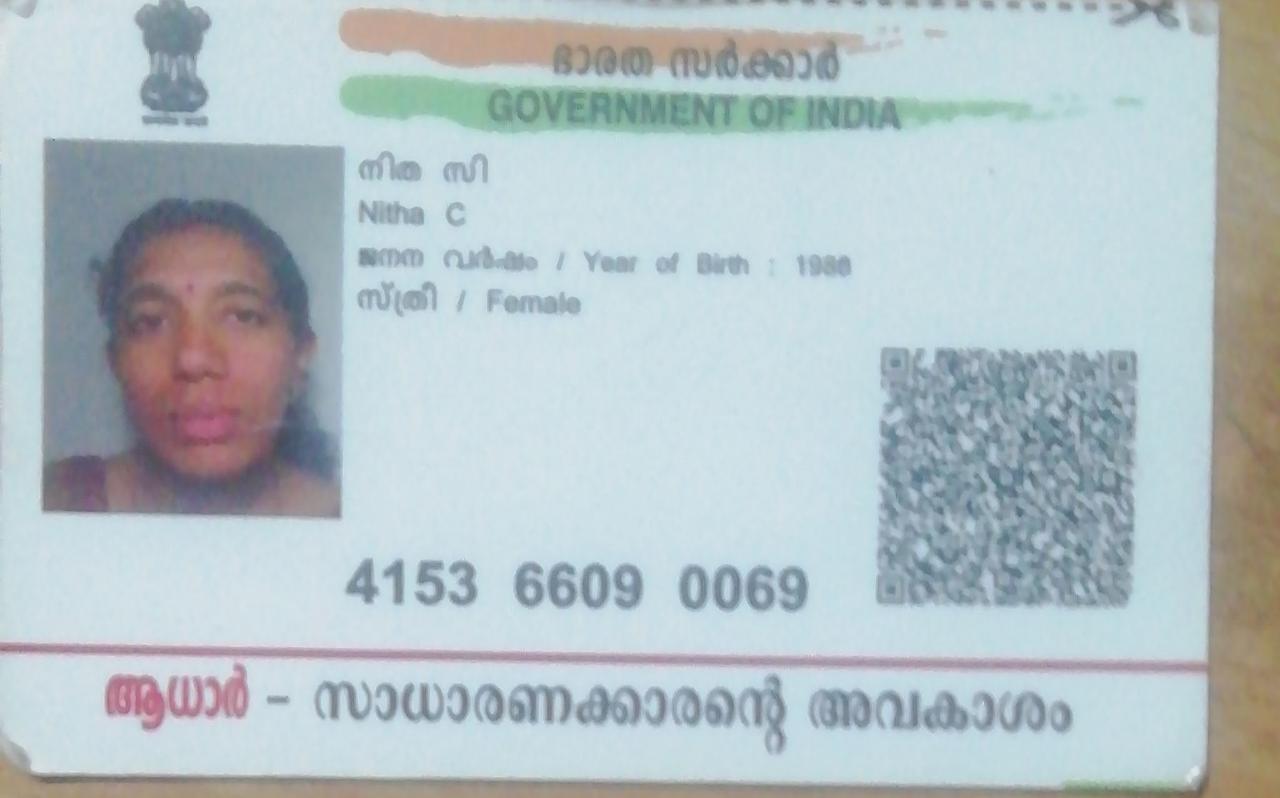 ഭാരത സർക്കാർ
GOVERNMENT OF INDIA
നിത സി
Nitha C
ജനന വർഷം / Year of Birth :
സ്ത്രീ / Female
4153 6609 0069
ആധാർ – സാധാരണക്കാരന്റെ അവകാശം